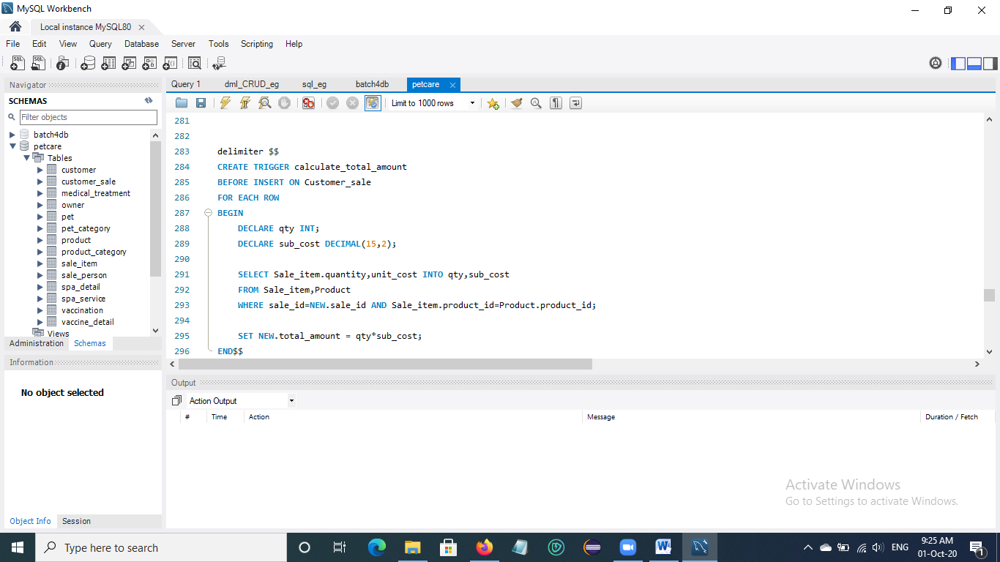 MySQL Workbench
Local instance MySQL80
File Edit View Query Database Server Tools Scripting Help
Navigator
SCHEMAS
Filter objects
batch4db
petcare
Tables
customer
customer_sale
medical_treatment
owner
pet
pet_category
product
product_category
sale_item
sale_person
spa_detail
spa_service
vaccination
vaccine_detail
Views
Administration Schemas
Information
No object selected
Object Info Session
Query 1 dml_CRUD_eg sql_eg batch4db petcare
Limit to 1000 rows
281
282
283 delimiter $$
284 CREATE TRIGGER calculate_total_amount
285 BEFORE INSERT ON Customer_sale
286 FOR EACH ROW
287 BEGIN
288 DECLARE qty INT;
289 DECLARE sub_cost DECIMAL(15,2);
290
291 SELECT Sale_item.quantity,unit_cost INTO qty,sub_cost
292 FROM Sale_item,Product
293 WHERE sale_id=NEW.sale_id AND Sale_item.product_id=Product.product_id;
294
295 SET NEW.total_amount = qty*sub_cost;
296 END$$
Output
Action Output
# Time Action Message Duration / Fetch
Activate Windows
Go to Settings to activate Windows.
Type here to search
ENG
9:25 AM
01-Oct-20
1